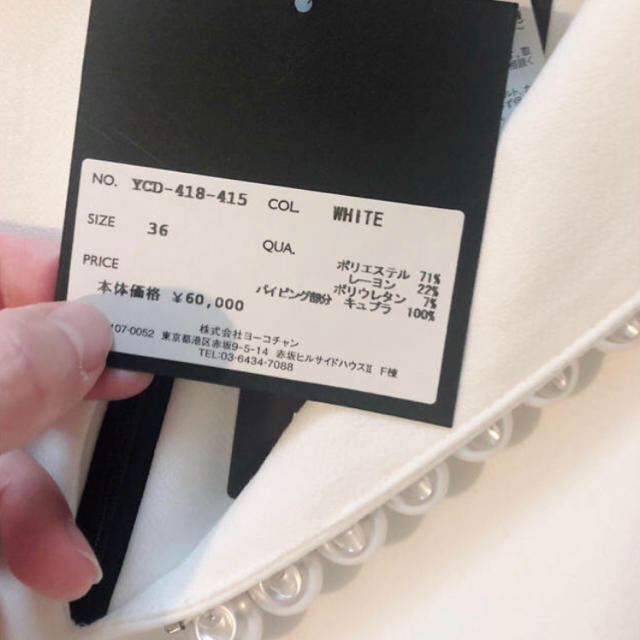 NO. YCD-418-415 COL. WHITE
SIZE 36 QUA.
ポリエステル 71%
レーヨン 22%
ポリウレタン 7%
パイピング部分 キュプラ 100%
PRICE
本体価格 ¥60,000
株式会社ヨーコチャン
107-0052 東京都港区赤坂9-5-14 赤坂ヒルサイドハウスⅡ F棟
TEL:03-6434-7088